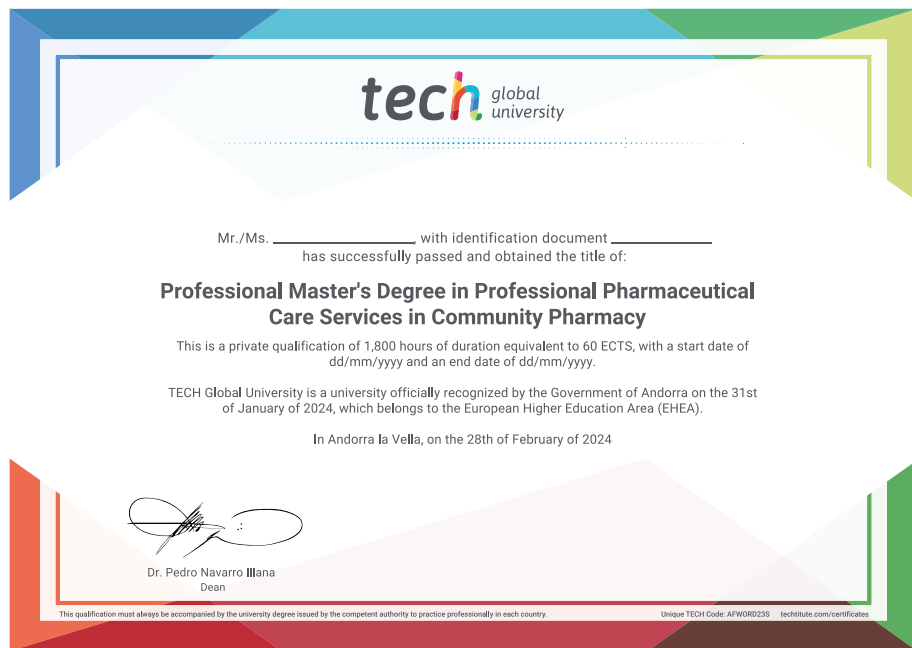 tech global
university
Mr./Ms. _______________, with identification document ___________
has successfully passed and obtained the title of:
Professional Master's Degree in Professional Pharmaceutical
Care Services in Community Pharmacy
This is a private qualification of 1,800 hours of duration equivalent to 60 ECTS, with a start date of
dd/mm/yyyy and an end date of dd/mm/yyyy.
TECH Global University is a university officially recognized by the Government of Andorra on the 31st
of January of 2024, which belongs to the European Higher Education Area (EHEA).
In Andorra la Vella, on the 28th of February of 2024
Dr. Pedro Navarro Illana
Dean
This qualification must always be accompanied by the university degree issued by the competent authority to practice professionally in each country.
Unique TECH Code: AFWORD23S techtitute.com/certificates